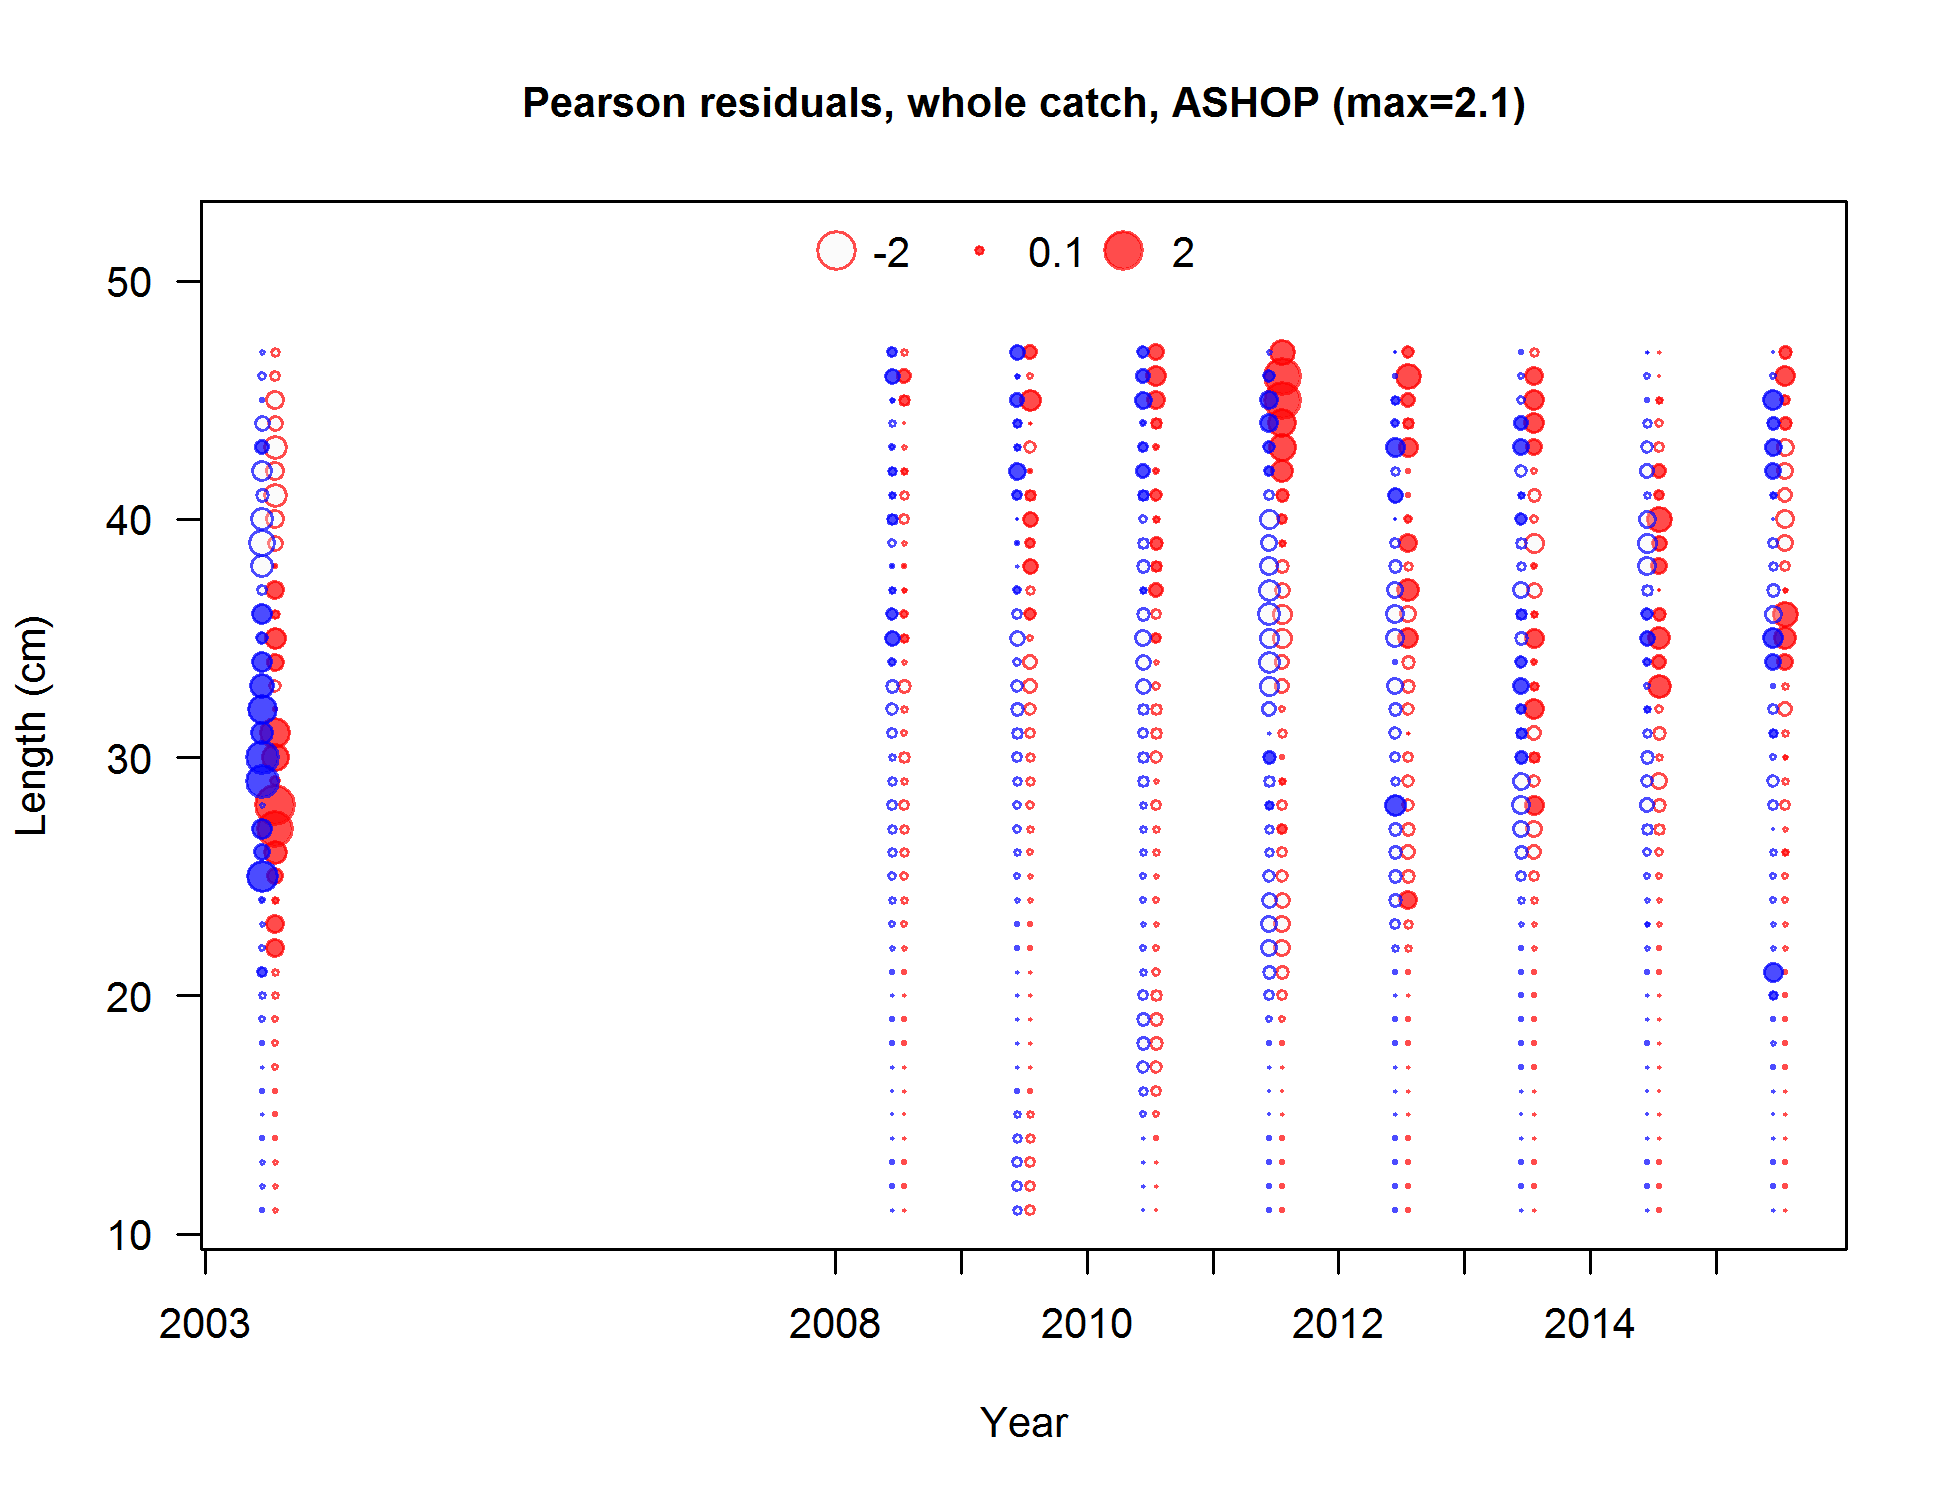 Pearson residuals, whole catch, ASHOP (max=2.1)
-2 0.1 2
50
40
30
20
10
Length (cm)
2003 2008 2010 2012 2014
Year